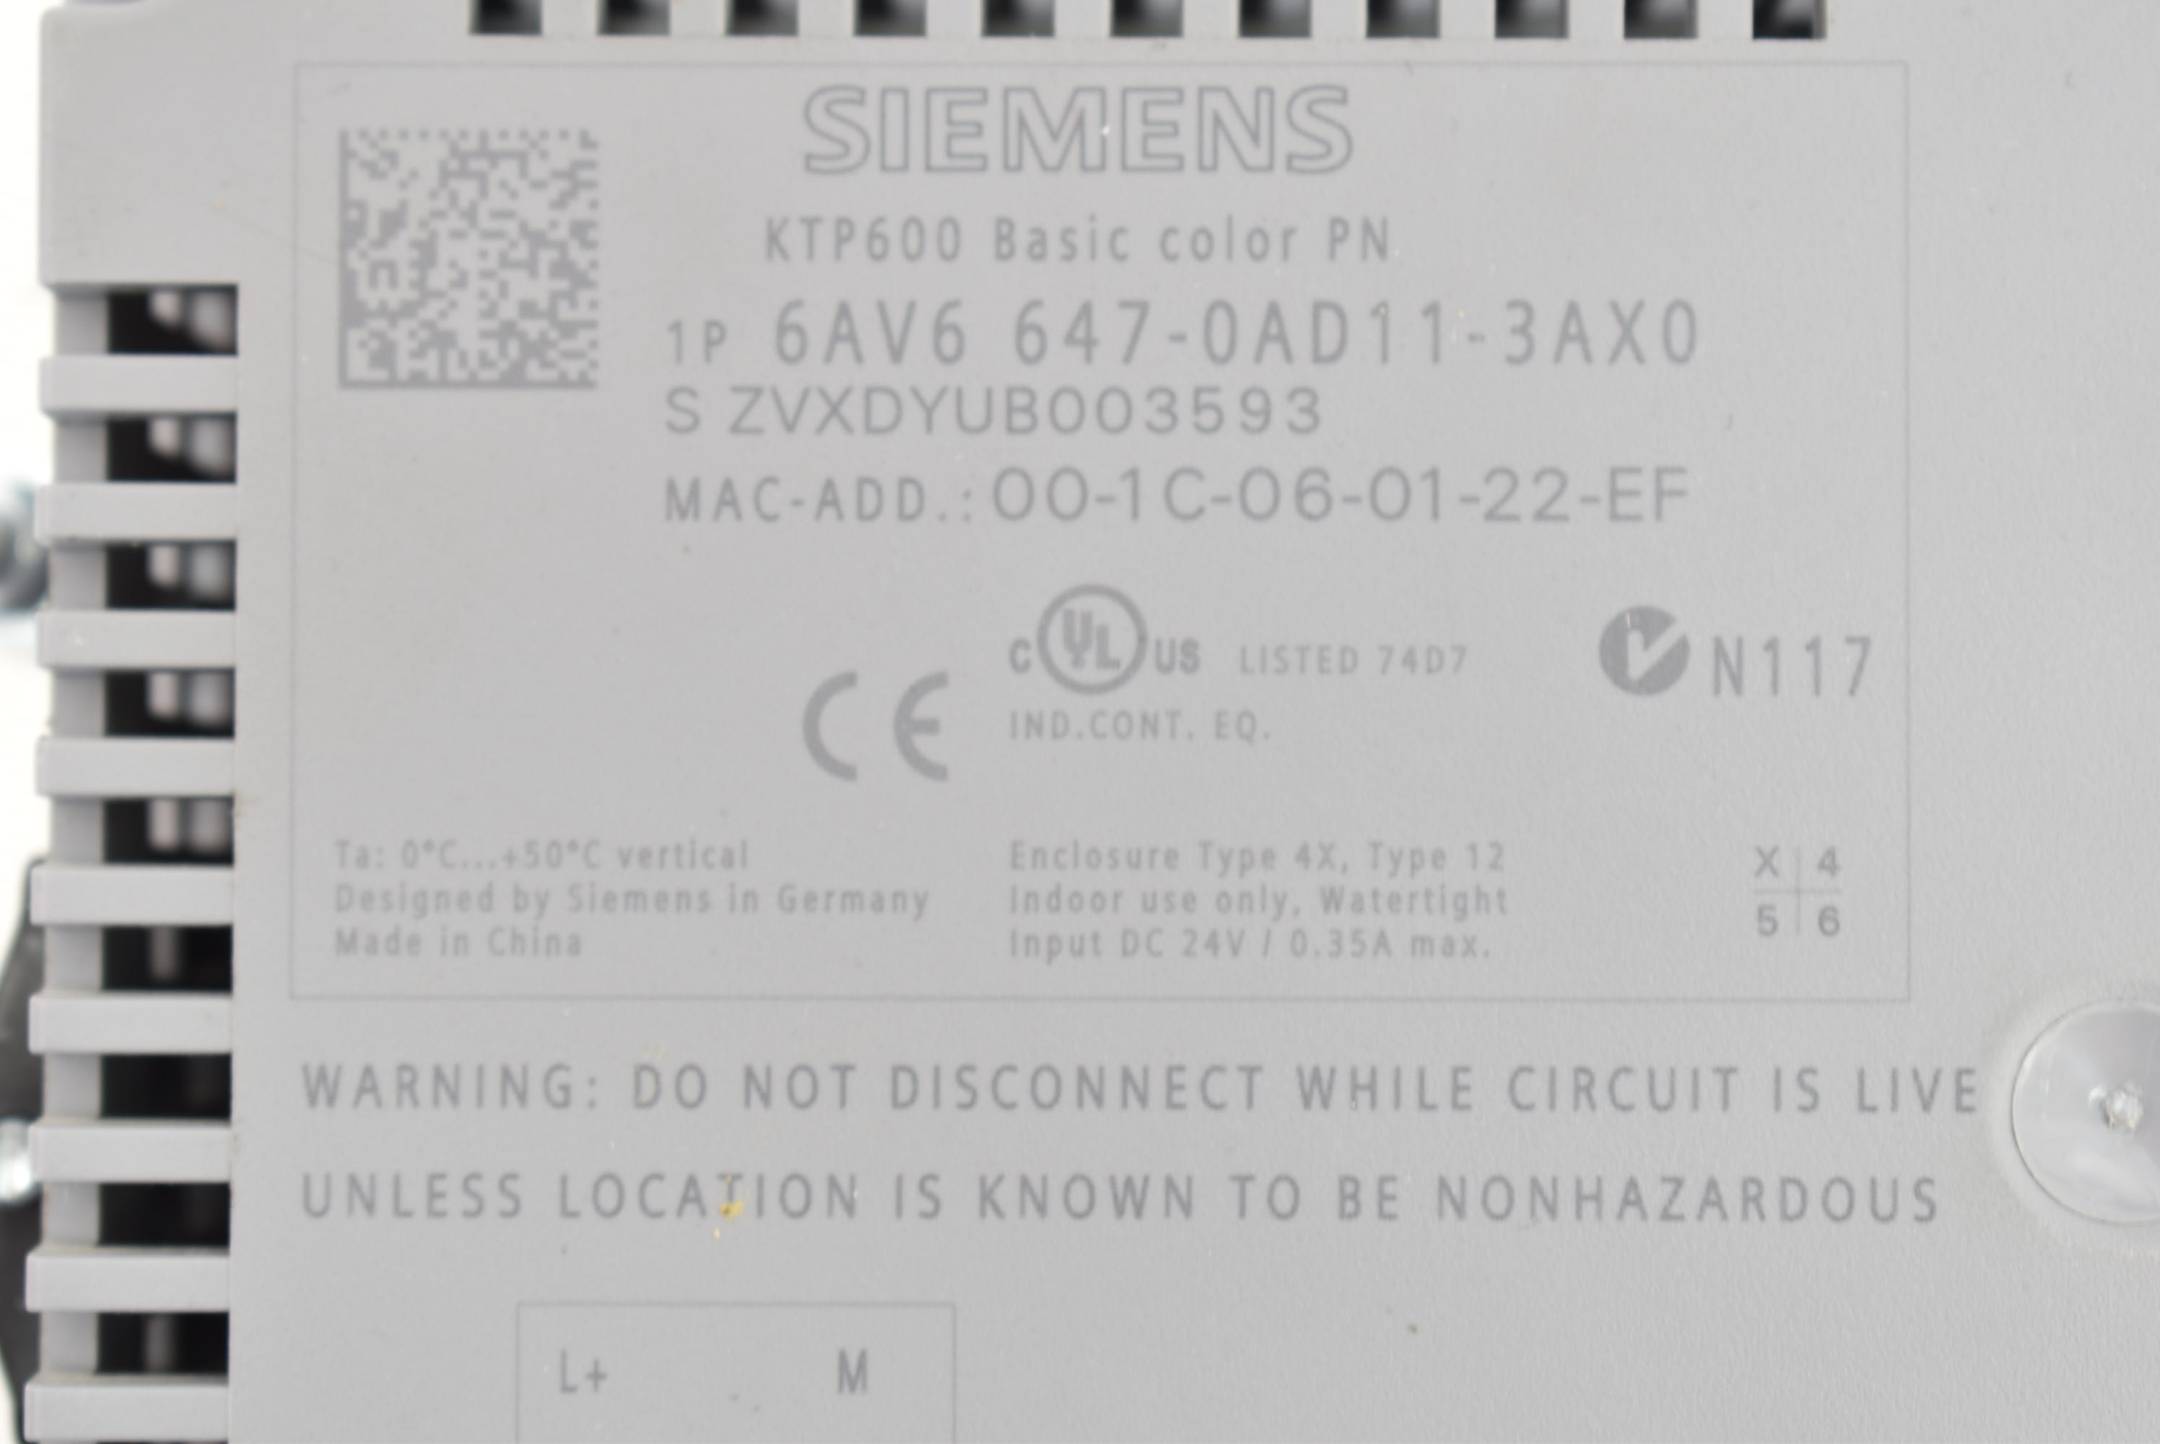 SIEMENS
KTP600 Basic color PN
1P 6AV6 647-0AD11-3AX0
S ZVXDYUB003593
MAC-ADD.: 00-1C-06-01-22-EF
C UL US LISTED 74D7
N117
CE
IND.CONT. EQ.
Ta: 0°C...+50°C vertical
Designed by Siemens in Germany
Made in China
Enclosure Type 4X, Type 12
Indoor use only, Watertight
Input DC 24V / 0.35A max.
X 4
5 6
WARNING: DO NOT DISCONNECT WHILE CIRCUIT IS LIVE
UNLESS LOCATION IS KNOWN TO BE NONHAZARDOUS
L+ M